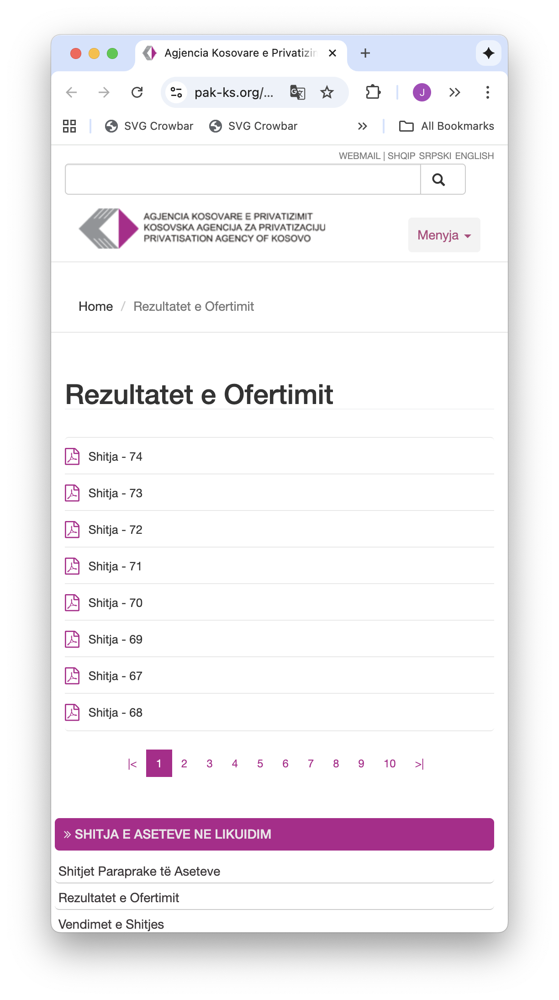 Agjencia Kosovare e Privatizim
pak-ks.org/...
J
SVG Crowbar
SVG Crowbar
All Bookmarks
WEBMAIL | SHQIP SRPSKI ENGLISH
AGJENCIA KOSOVARE E PRIVATIZIMIT
KOSOVSKA AGENCIJA ZA PRIVATIZACIJU
PRIVATISATION AGENCY OF KOSOVO
Menyja
Home / Rezultatet e Ofertimit
Rezultatet e Ofertimit
Shitja - 74
Shitja - 73
Shitja - 72
Shitja - 71
Shitja - 70
Shitja - 69
Shitja - 67
Shitja - 68
|< 1 2 3 4 5 6 7 8 9 10 >|
» SHITJA E ASETEVE NE LIKUIDIM
Shitjet Paraprake të Aseteve
Rezultatet e Ofertimit
Vendimet e Shitjes